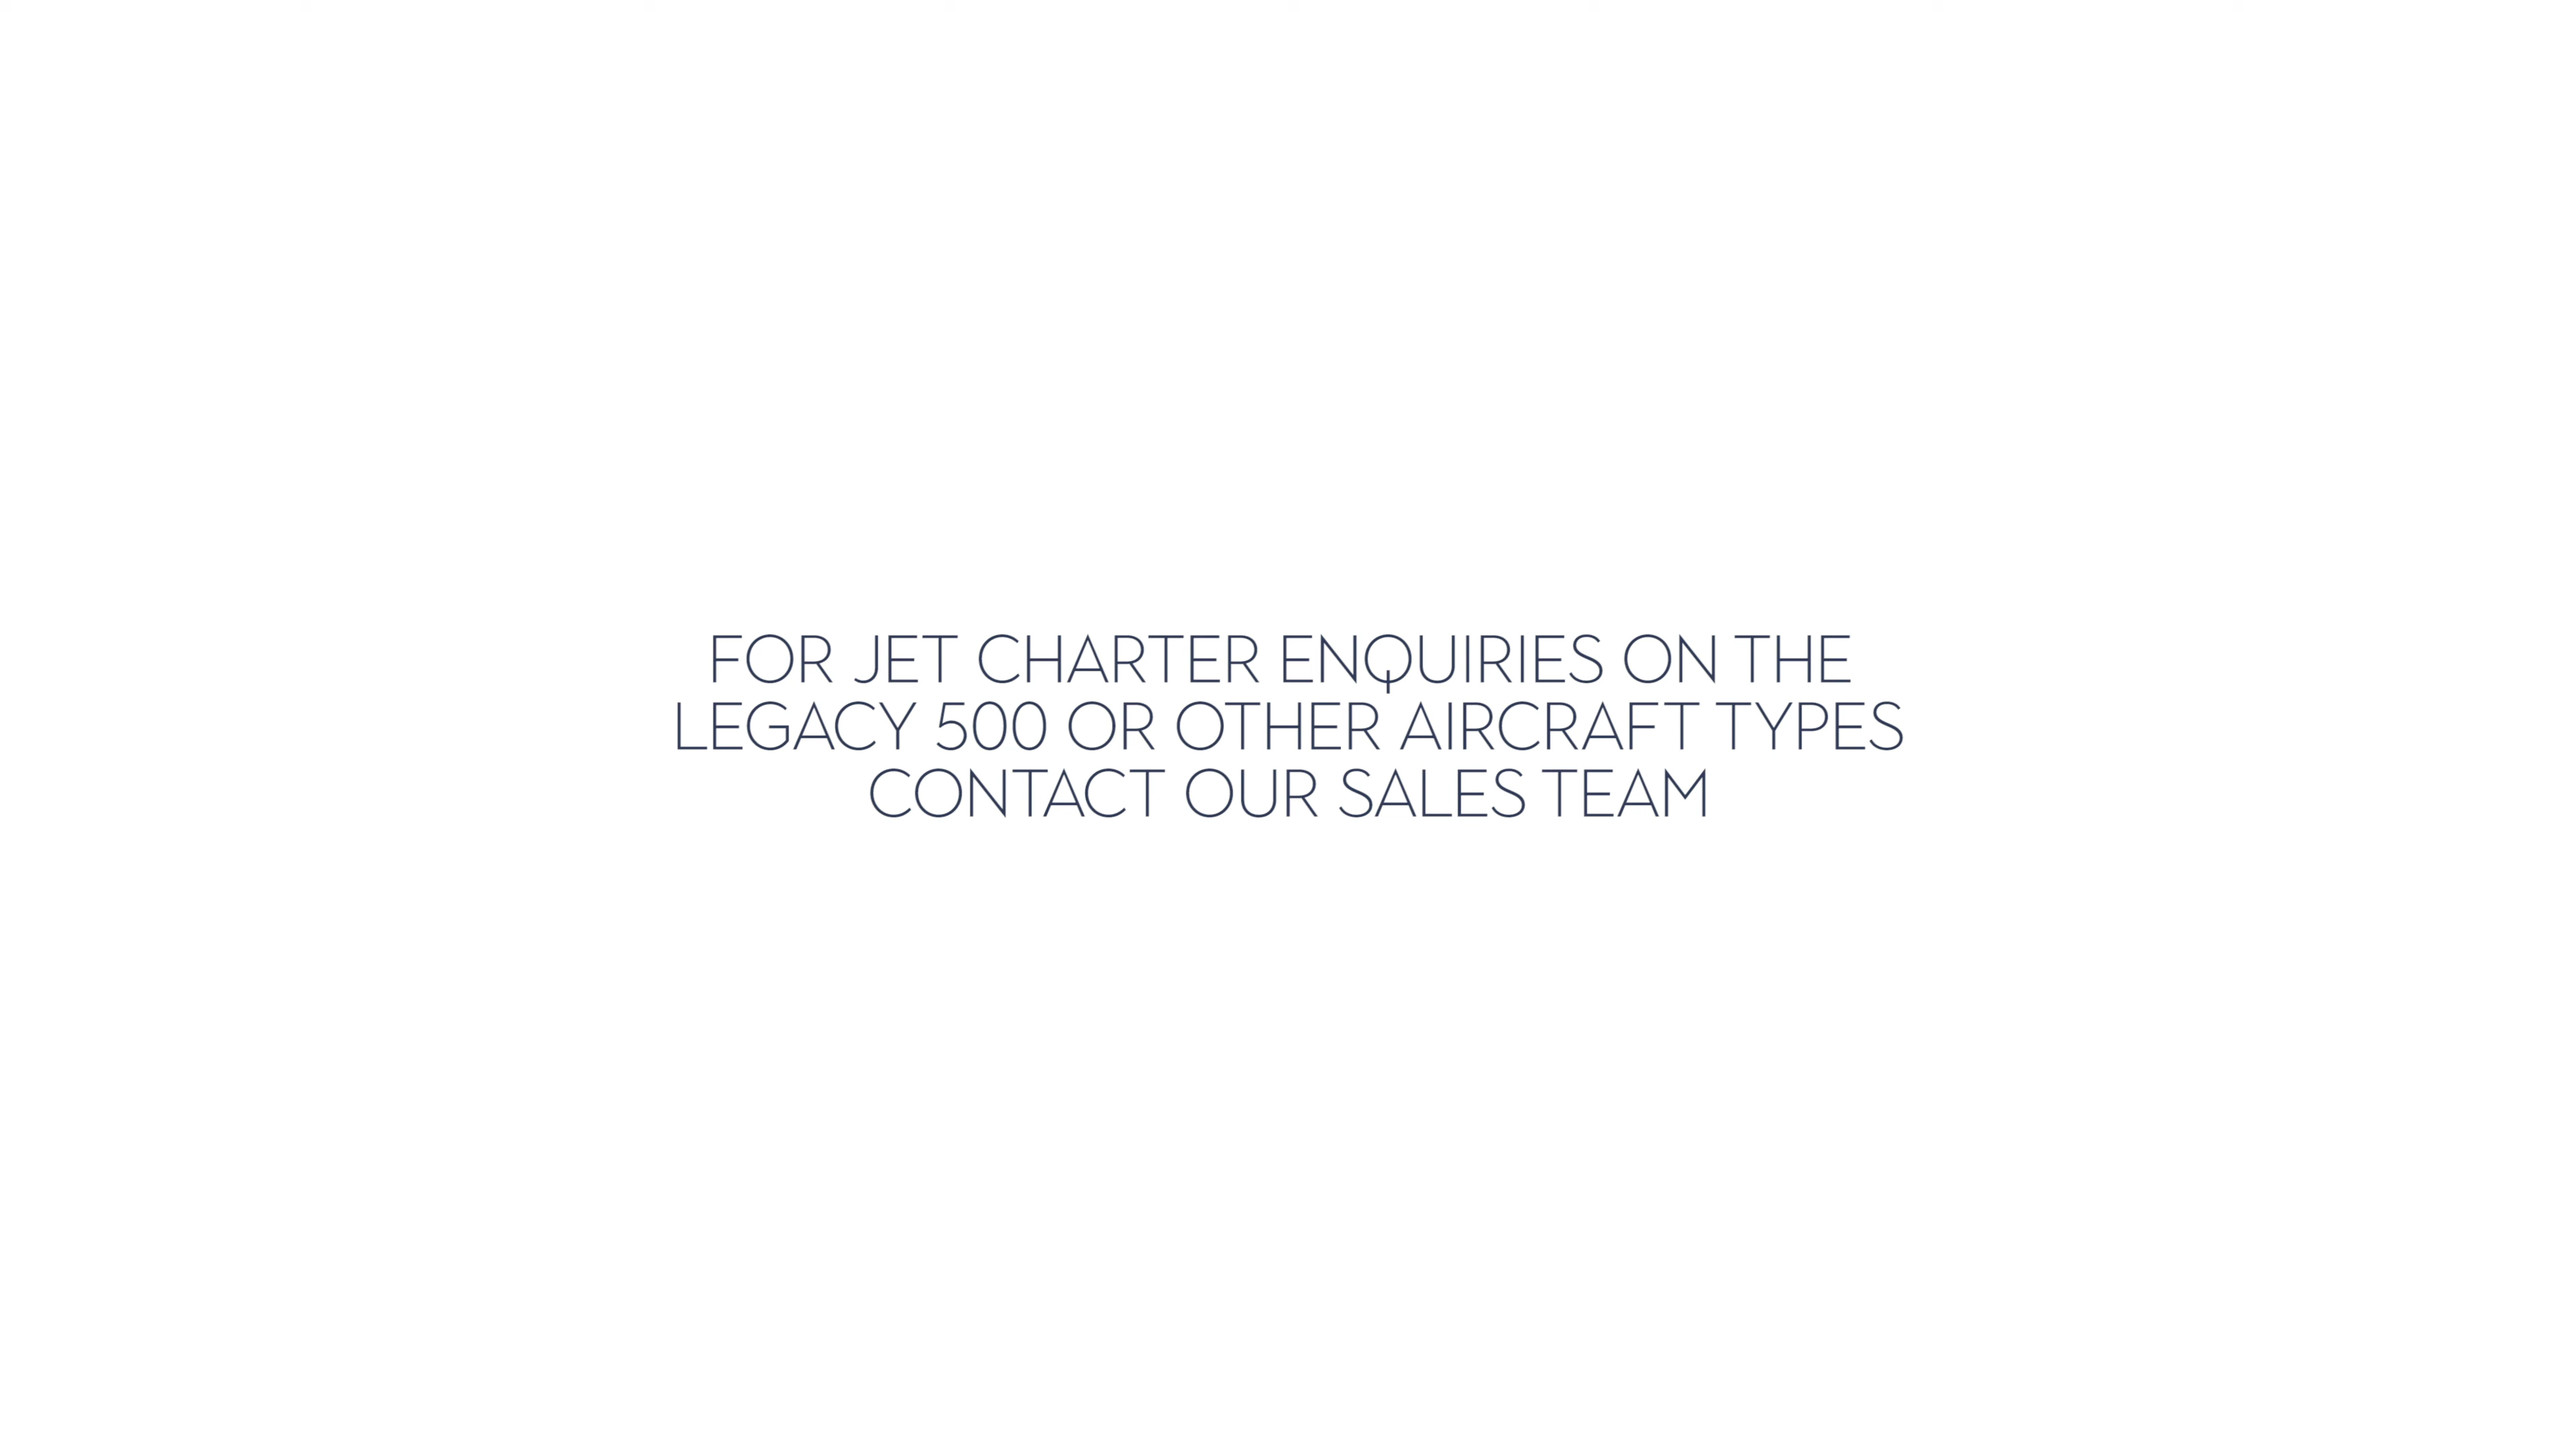 FOR JET CHARTER ENQUIRIES ON THE
LEGACY 500 OR OTHER AIRCRAFT TYPES
CONTACT OUR SALES TEAM